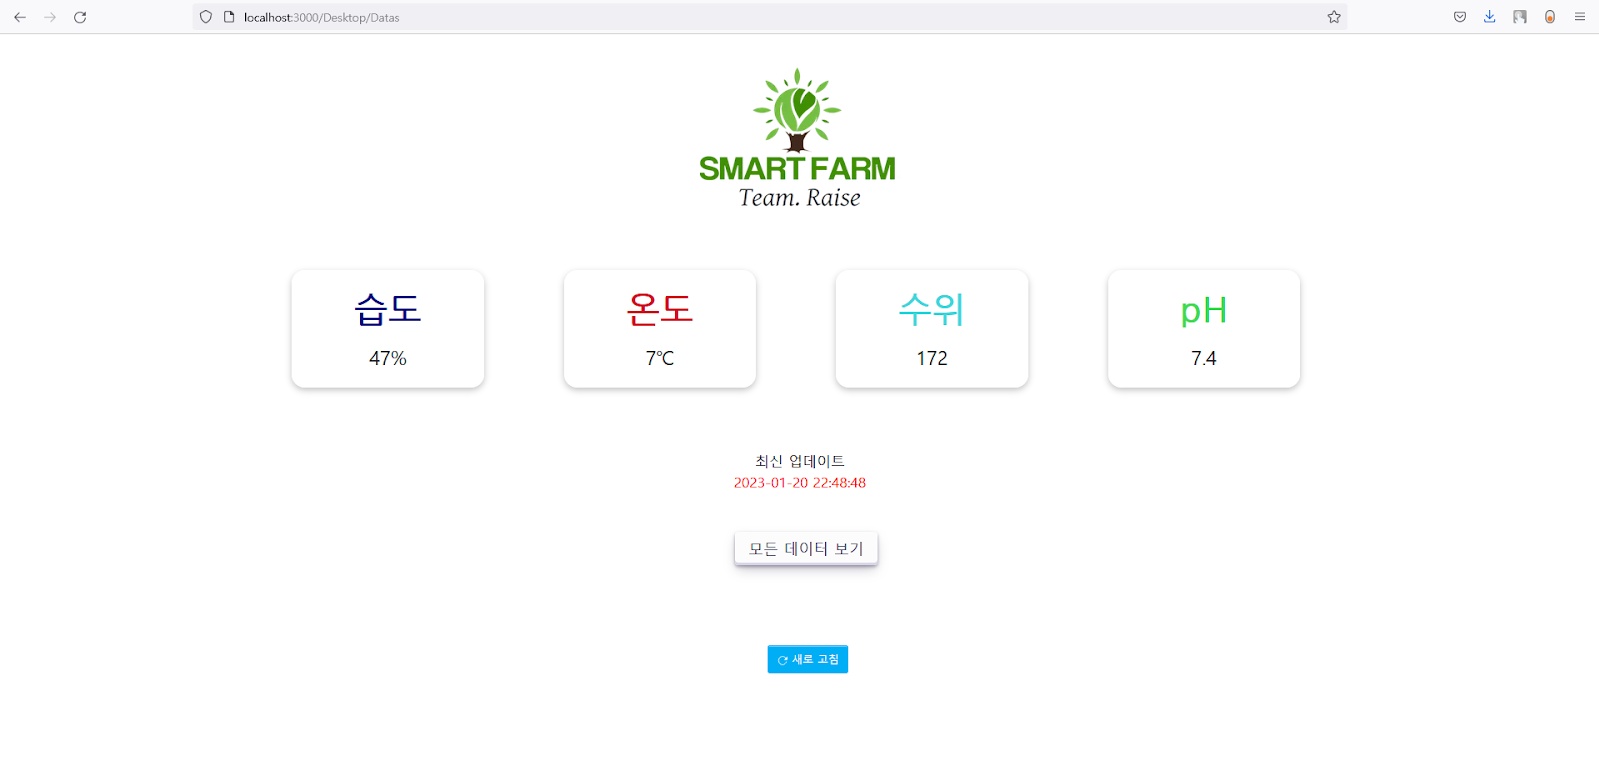 localhost:3000/Desktop/Datas
SMART FARM
Team. Raise
습도
47%
온도
7℃
수위
172
pH
7.4
최신 업데이트
2023-01-20 22:48:48
모든 데이터 보기
새로 고침